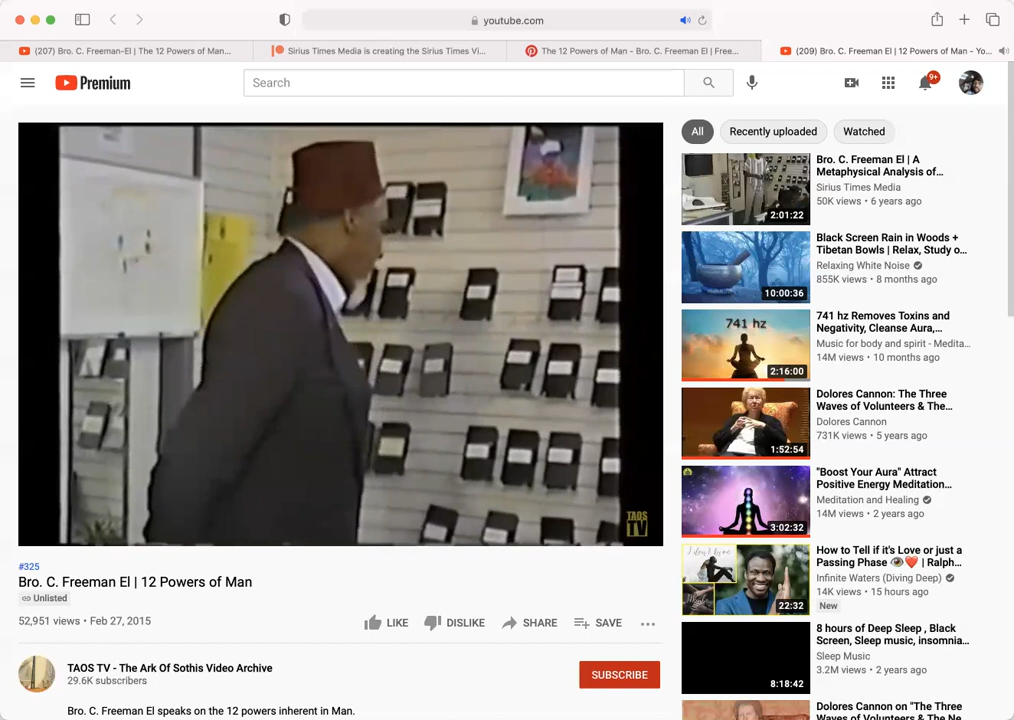 youtube.com
(207) Bro. C. Freeman-El | The 12 Powers of Man...
Sirius Times Media is creating the Sirius Times Vi...
The 12 Powers of Man - Bro. C. Freeman El | Free...
(209) Bro. C. Freeman El | 12 Powers of Man - Yo...
Premium
Search
9+
All
Recently uploaded
Watched
Bro. C. Freeman El | A
Metaphysical Analysis of...
Sirius Times Media
50K views • 6 years ago
2:01:22
Black Screen Rain in Woods +
Tibetan Bowls | Relax, Study o...
Relaxing White Noise
855K views • 8 months ago
10:00:36
741 hz
741 hz Removes Toxins and
Negativity, Cleanse Aura,...
Music for body and spirit - Medita...
14M views • 10 months ago
2:16:00
Dolores Cannon: The Three
Waves of Volunteers & The...
Dolores Cannon
731K views • 5 years ago
1:52:54
"Boost Your Aura" Attract
Positive Energy Meditation...
Meditation and Healing
14M views • 2 years ago
3:02:32
How to Tell if it's Love or just a
Passing Phase 👁️❤️ | Ralph...
Infinite Waters (Diving Deep)
14K views • 15 hours ago
New
22:32
8 hours of Deep Sleep , Black
Screen, Sleep music, insomnia...
Sleep Music
3.2M views • 2 years ago
8:18:42
Dolores Cannon on "The Three
Waves of Volunteers & The Ne
TAOS
TV
#325
Bro. C. Freeman El | 12 Powers of Man
Unlisted
52,951 views • Feb 27, 2015
LIKE
DISLIKE
SHARE
SAVE
TAOS TV - The Ark Of Sothis Video Archive
29.6K subscribers
SUBSCRIBE
Bro. C. Freeman El speaks on the 12 powers inherent in Man.